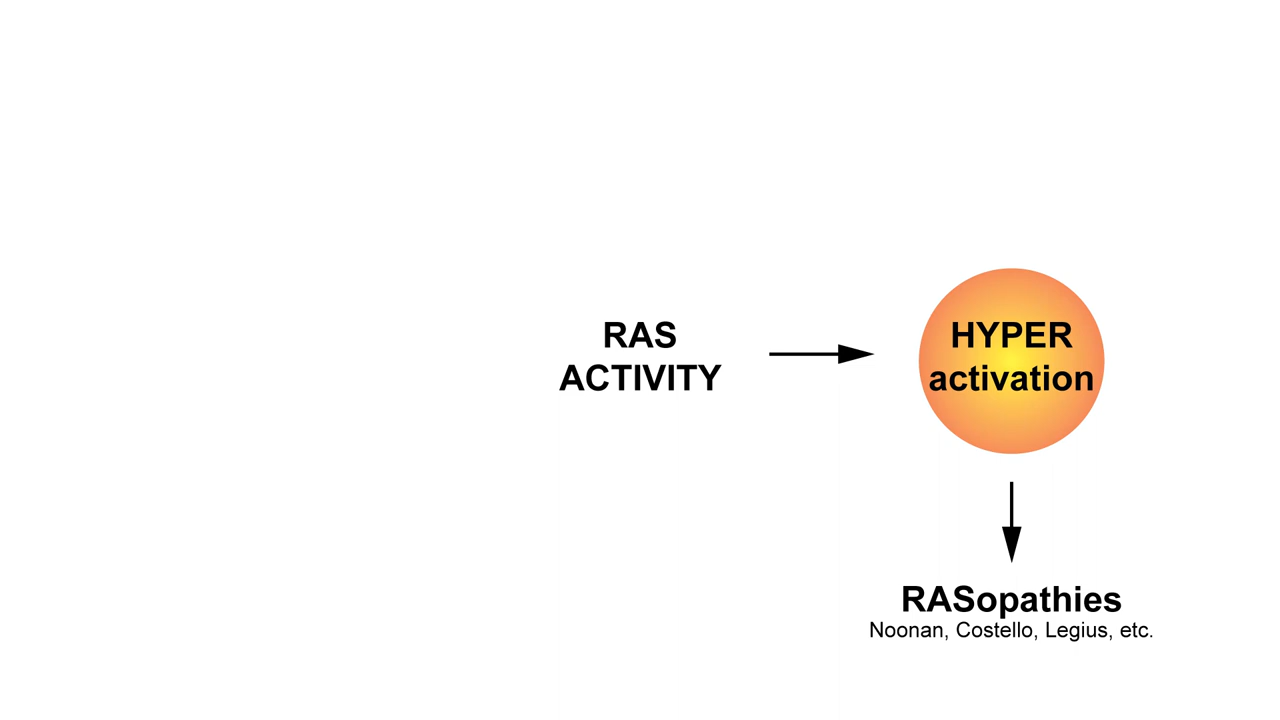 RAS
ACTIVITY
HYPER
activation
RASopathies
Noonan, Costello, Legius, etc.